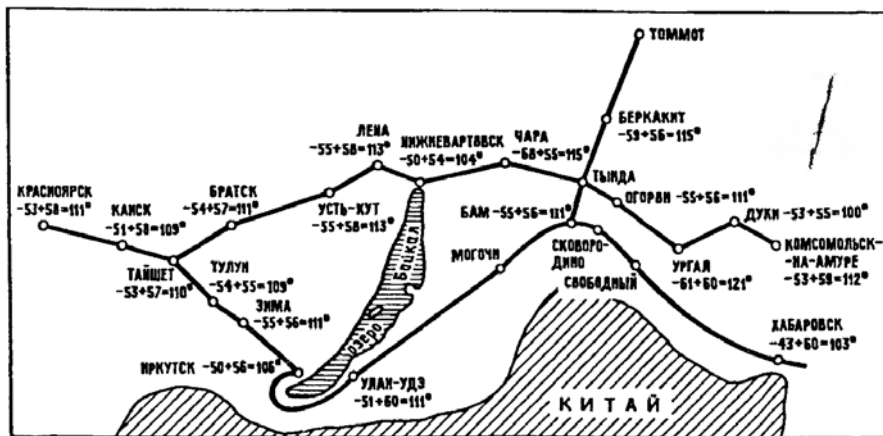 ТОММОТ
БЕРКАКИТ
-59+56=115°
ЛЕНА
-55+58=113°
НИЖНЕВАРТОВСК
-50+54=104°
ЧАРА
-60+55=115°
ТЫНДА
КРАСНОЯРСК
-53+58=111°
КАНСК
-51+58=109°
БРАТСК
-54+57=111°
УСТЬ-КУТ
-55+58=113°
БАМ -55+56=111°
ОГОРВИ -55+56=111°
ДУКИ -53+55=100°
КОМСОМОЛЬСК-
-НА-АМУРЕ
-53+59=112°
ТАЙШЕТ
-53+57=110°
ТУЛУН
-54+55=109°
ЗИМА
-55+56=111°
озеро Байкал
МОГОЧИ
СКОВОРО-
ДИНО
СВОБОДНЫЙ
УРГАЛ
-61+60=121°
ИРКУТСК -50+56=106°
УЛАН-УДЭ
-51+60=111°
ХАБАРОВСК
-43+60=103°
КИТАЙ